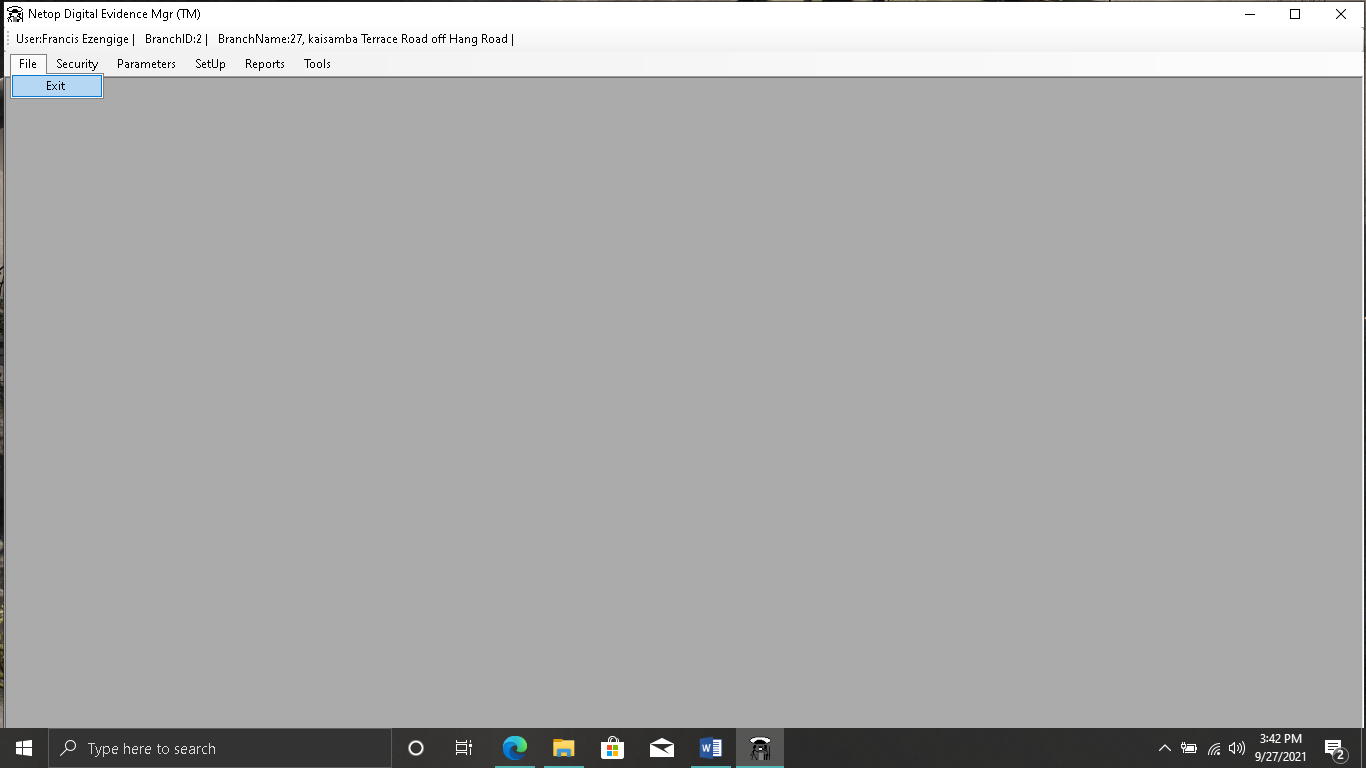 Netop Digital Evidence Mgr (TM)
User:Francis Ezengige | BranchID:2 | BranchName:27, kaisamba Terrace Road off Hang Road |
File Security Parameters SetUp Reports Tools
Exit
Type here to search
3:42 PM
9/27/2021
2